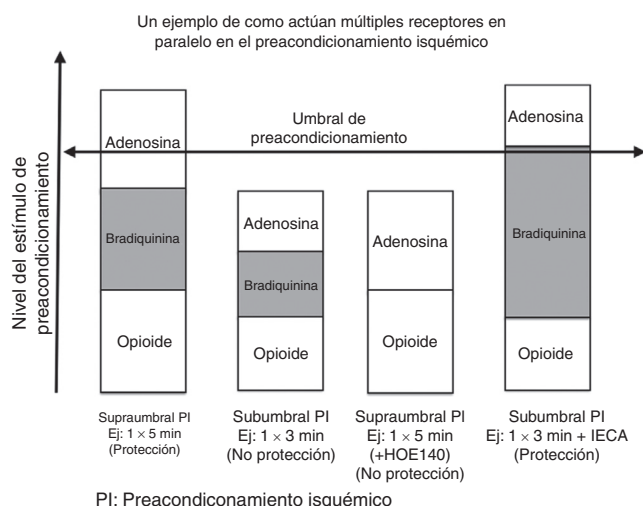 Un ejemplo de como actúan múltiples receptores en
paralelo en el preacondicionamiento isquémico
Nivel del estímulo de
preacondicionamiento
Umbral de
preacondicionamiento
Adenosina
Bradiquinina
Opioide
Adenosina
Bradiquinina
Opioide
Adenosina
Opioide
Adenosina
Bradiquinina
Opioide
Supraumbral PI
Ej: 1 × 5 min
(Protección)
Subumbral PI
Ej: 1 × 3 min
(No protección)
Supraumbral PI
Ej: 1 × 5 min
(+HOE140)
(No protección)
Subumbral PI
Ej: 1 × 3 min + IECA
(Protección)
PI: Preacondiconamiento isquémico